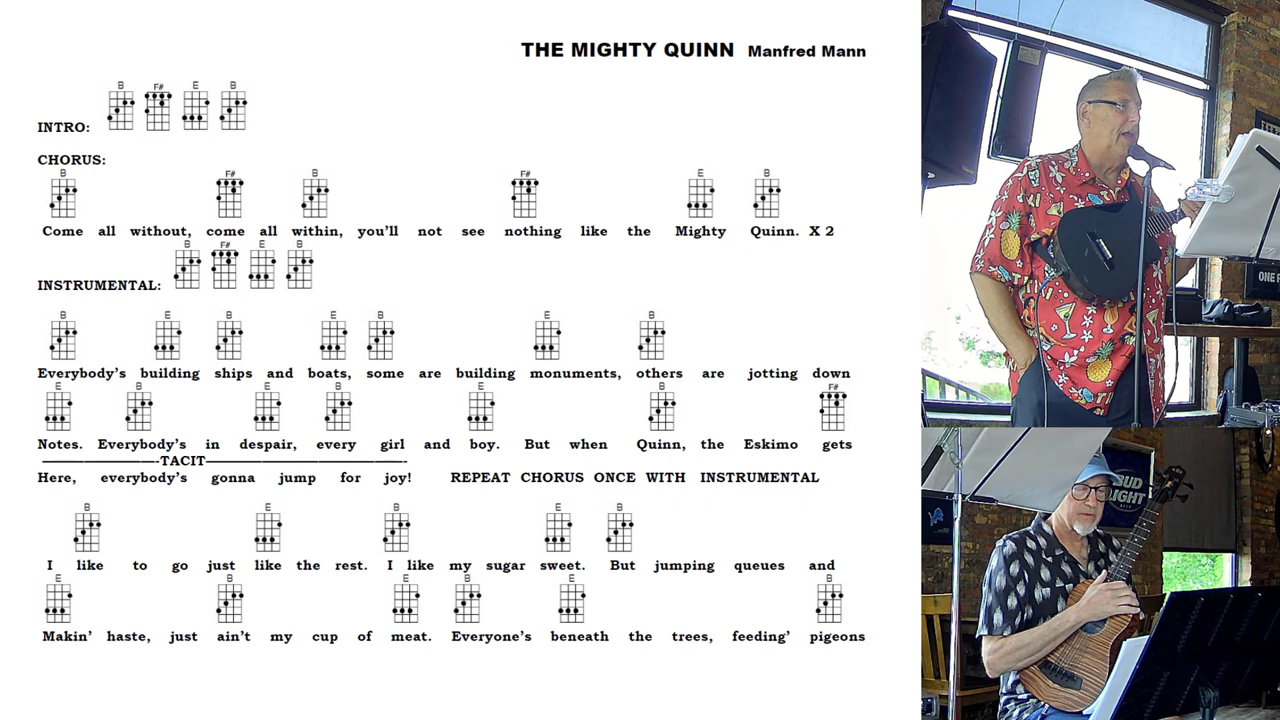 THE MIGHTY QUINN Manfred Mann
B F# E B
INTRO:
CHORUS:
B F# B F# E B
Come all without, come all within, you'll not see nothing like the Mighty Quinn. X 2
B F# E B
INSTRUMENTAL:
B E B E B E B
Everybody's building ships and boats, some are building monuments, others are jotting down
E B E B E B F#
Notes. Everybody's in despair, every girl and boy. But when Quinn, the Eskimo gets
---TACIT---
Here, everybody's gonna jump for joy! REPEAT CHORUS ONCE WITH INSTRUMENTAL
B E B E B
I like to go just like the rest. I like my sugar sweet. But jumping queues and
E B E B E B
Makin' haste, just ain't my cup of meat. Everyone's beneath the trees, feeding' pigeons
ONE
BUD
LIGHT